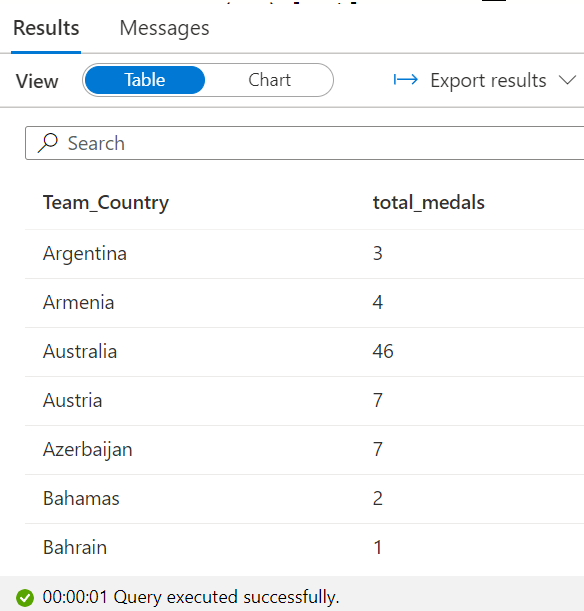 Results Messages
View Table Chart Export results
Search
Team_Country total_medals
Argentina 3
Armenia 4
Australia 46
Austria 7
Azerbaijan 7
Bahamas 2
Bahrain 1
00:00:01 Query executed successfully.